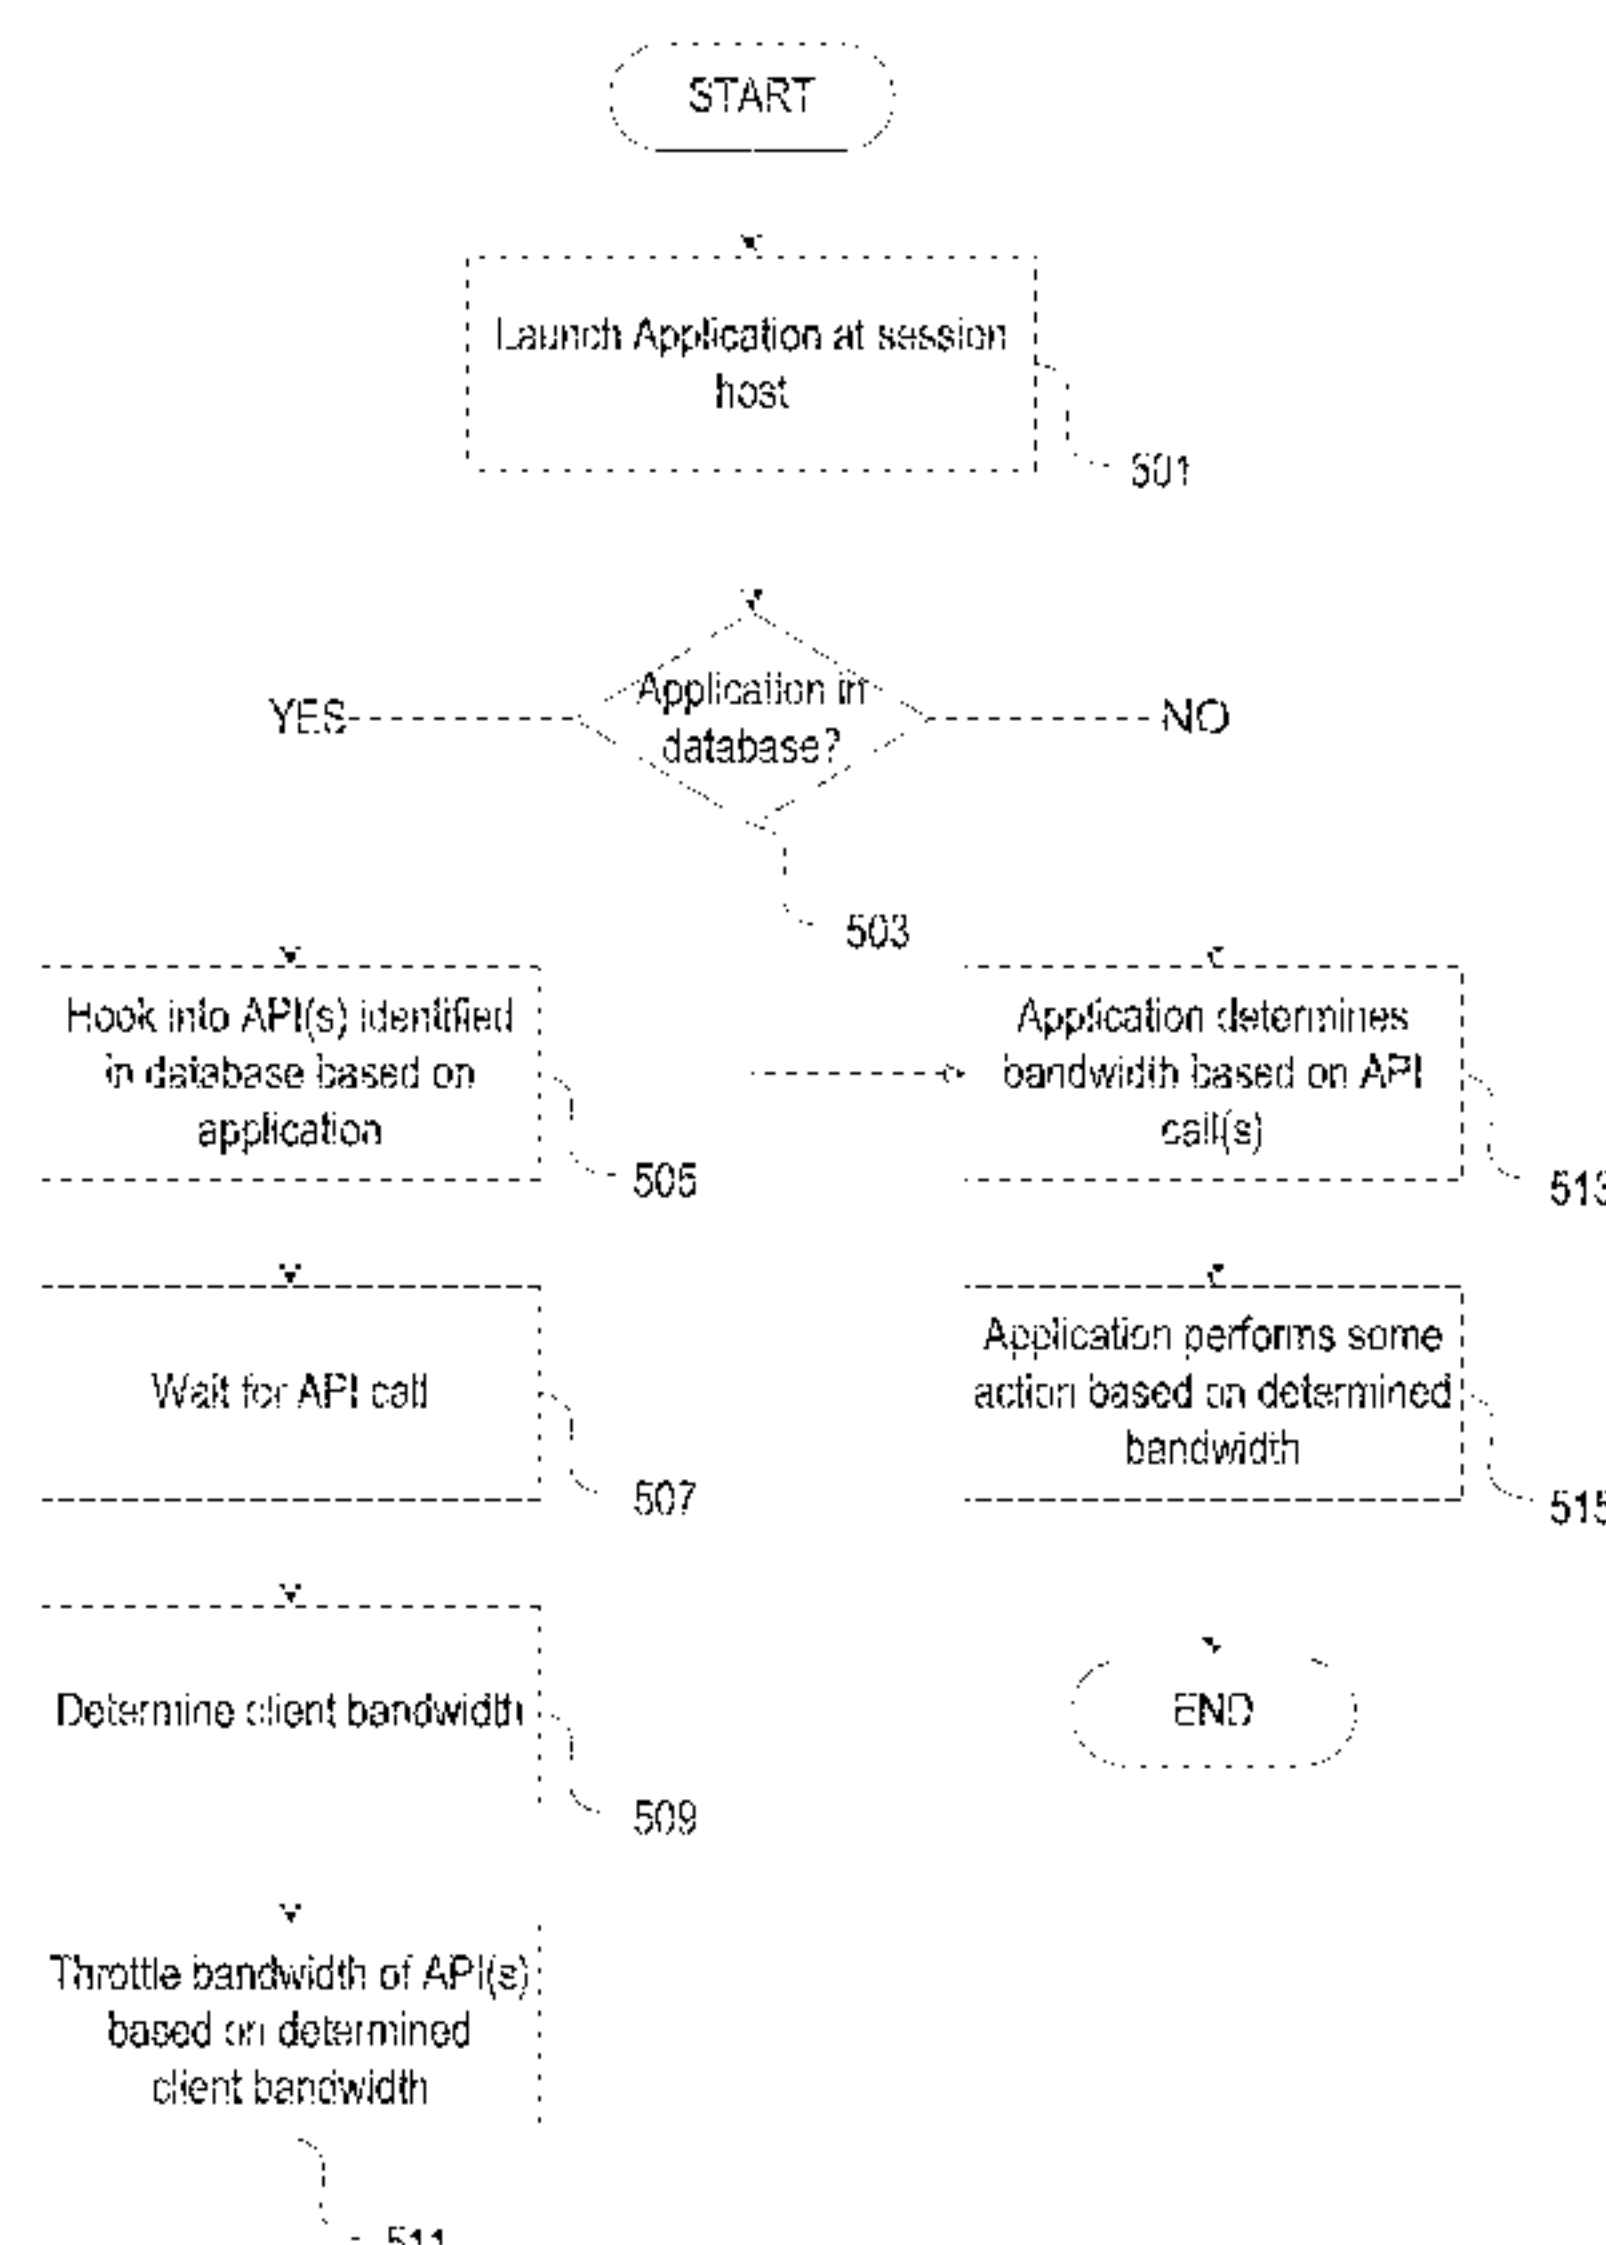 START
Launch Application at session
host
501
Application in
database?
YES
NO
503
Hook into API(s) identified
in database based on
application
505
Application determines
bandwidth based on API
call(s)
513
Wait for API call
507
Application performs some
action based on determined
bandwidth
515
Determine client bandwidth
509
END
Throttle bandwidth of API(s)
based on determined
client bandwidth
511